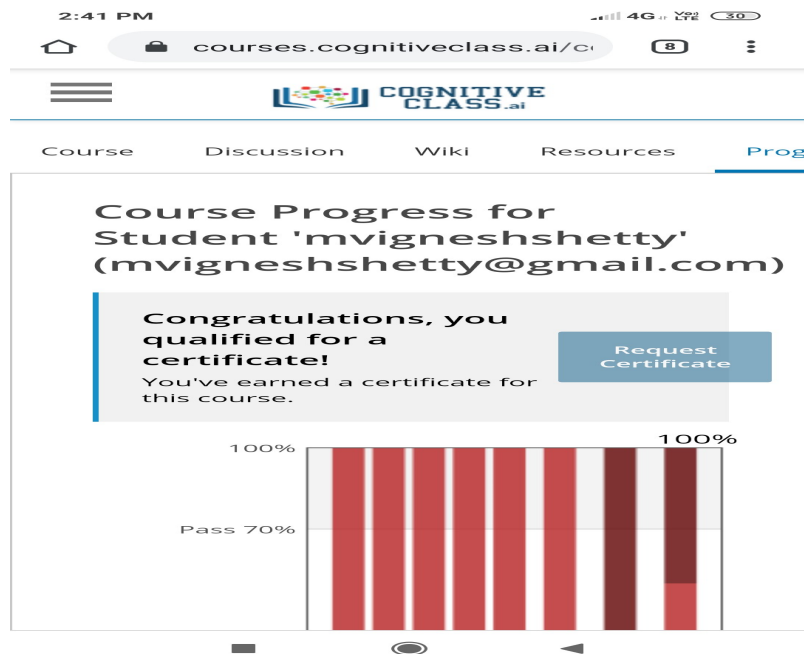 2:41 PM
4G Vo)) LTE 30
courses.cognitiveclass.ai/c
8
COGNITIVE
CLASS.ai
Course Discussion Wiki Resources Prog
Course Progress for
Student 'mvigneshshetty'
(mvigneshshetty@gmail.com)
Congratulations, you
qualified for a
certificate!
You've earned a certificate for
this course.
Request
Certificate
100%
100%
Pass 70%